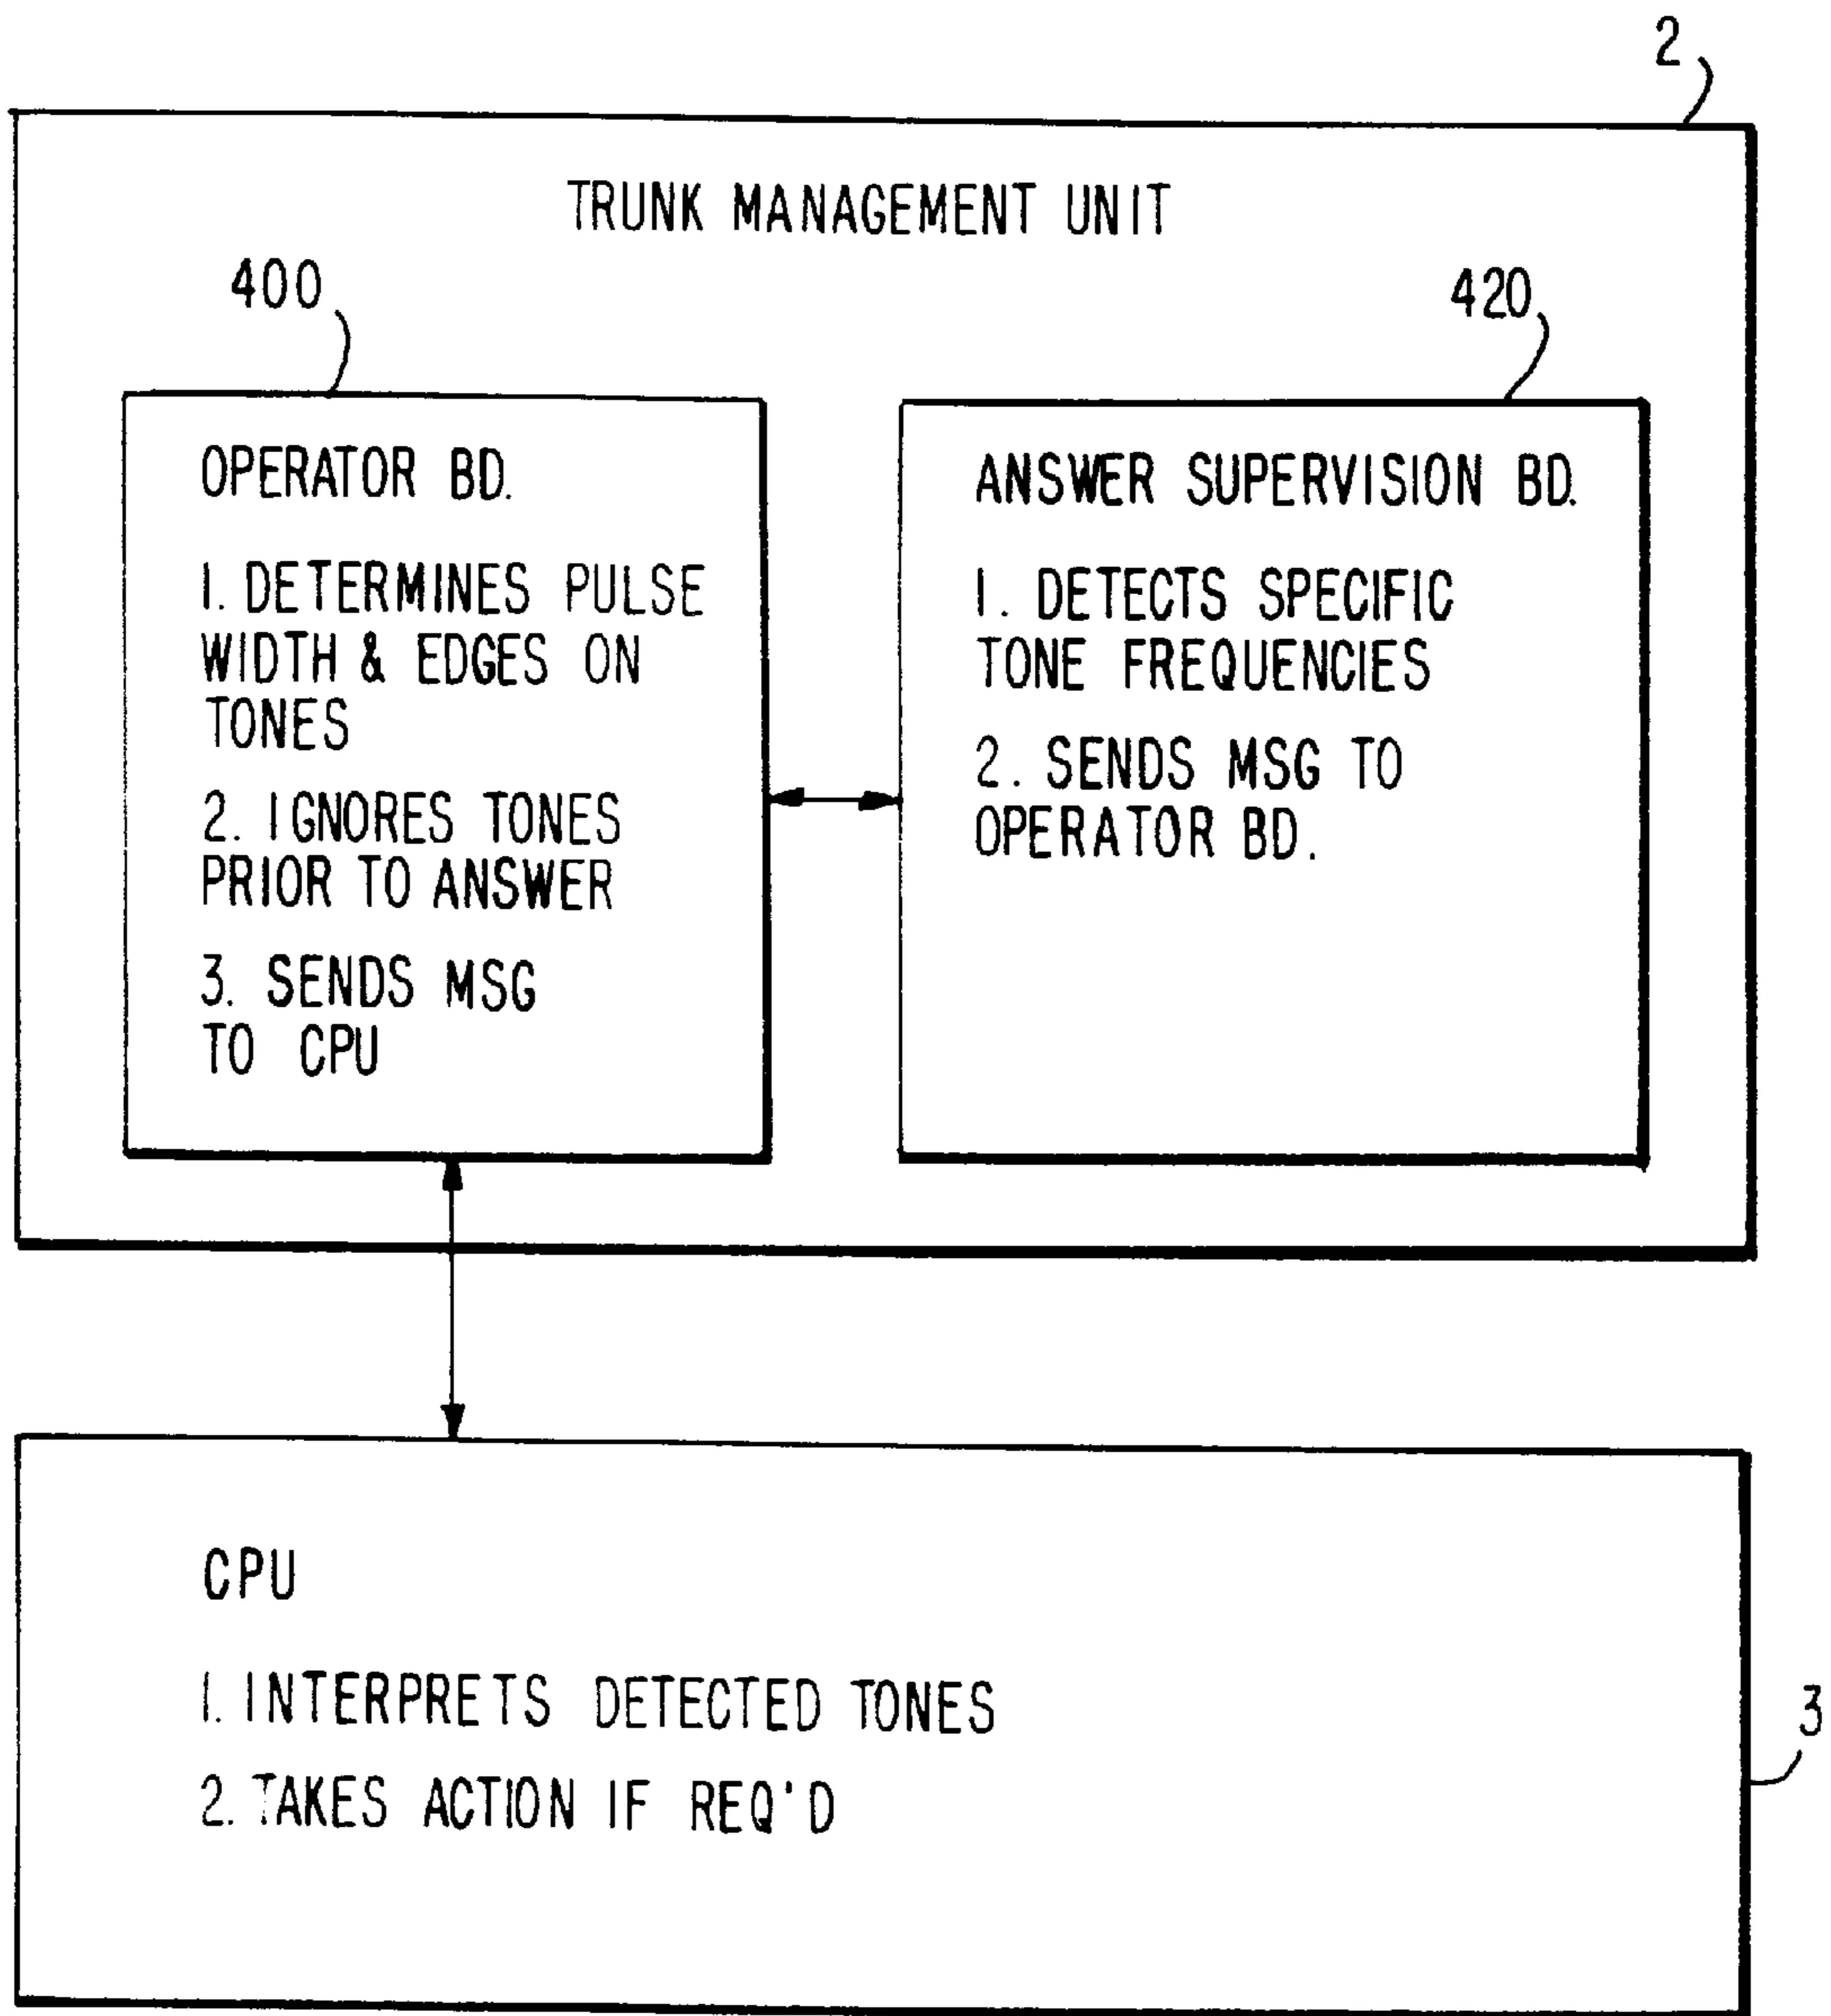 2
TRUNK MANAGEMENT UNIT
400
420
OPERATOR BD.
1. DETERMINES PULSE
WIDTH & EDGES ON
TONES
2. IGNORES TONES
PRIOR TO ANSWER
3. SENDS MSG
TO CPU
ANSWER SUPERVISION BD.
1. DETECTS SPECIFIC
TONE FREQUENCIES
2. SENDS MSG TO
OPERATOR BD.
CPU
1. INTERPRETS DETECTED TONES
2. TAKES ACTION IF REQ'D
3